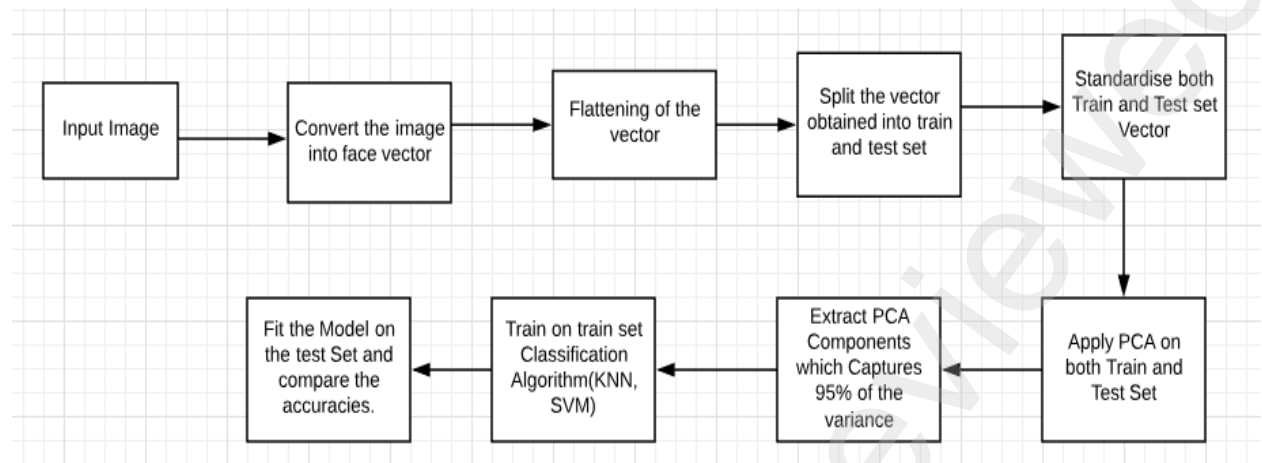 Input Image
Convert the image
into face vector
Flattening of the
vector
Split the vector
obtained into train
and test set
Standardise both
Train and Test set
Vector
Apply PCA on
both Train and
Test Set
Extract PCA
Components
which Captures
95% of the
variance
Train on train set
Classification
Algorithm(KNN,
SVM)
Fit the Model on
the test Set and
compare the
accuracies.